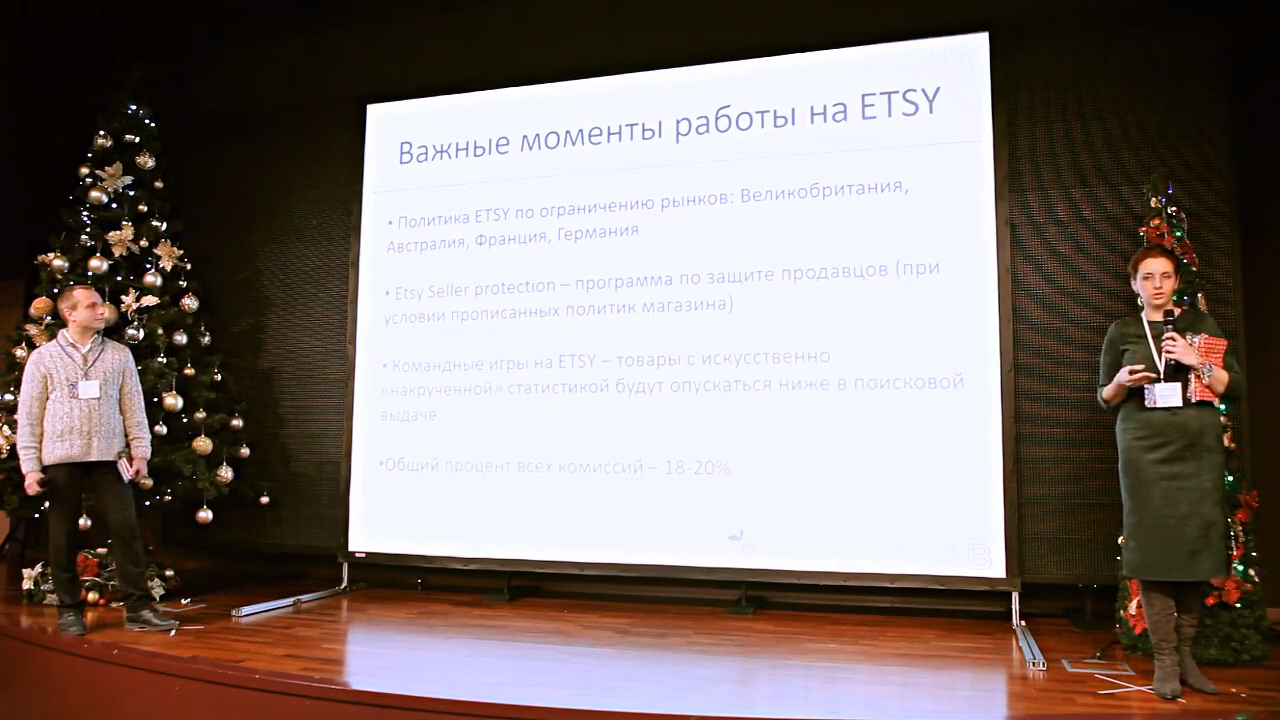 Важные моменты работы на ETSY
• Политика ETSY по ограничению рынков: Великобритания,
Австралия, Франция, Германия
• Etsy Seller protection – программа по защите продавцов (при
условии прописанных политик магазина)
• Командные игры на ETSY – товары с искусственно
«накрученной» статистикой будут опускаться ниже в поисковой
выдаче.
•Общий процент всех комиссий – 18-20%